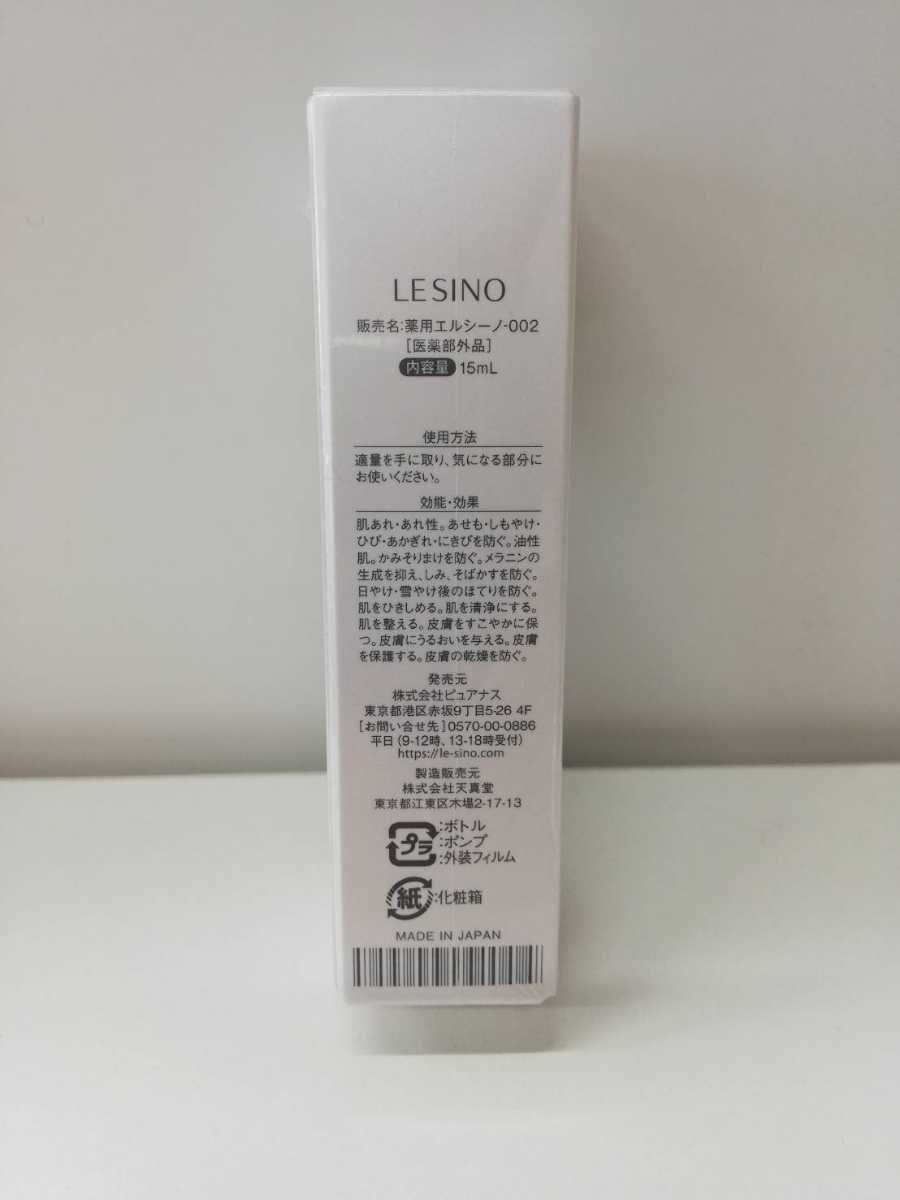 LESINO
販売名:薬用エルシーノ-002
[医薬部外品]
内容量 15mL
使用方法
適量を手に取り、気になる部分に
お使いください。
効能・効果
肌あれ・あれ性。あせも・しもやけ・
ひび・あかぎれ・にきびを防ぐ。油性
肌。かみそりまけを防ぐ。メラニンの
生成を抑え、しみ、そばかすを防ぐ。
日やけ・雪やけ後のほてりを防ぐ。
肌をひきしめる。肌を清浄にする。
肌を整える。皮膚をすこやかに保
つ。皮膚にうるおいを与える。皮膚
を保護する。皮膚の乾燥を防ぐ。
発売元
株式会社ピュアナス
東京都港区赤坂9丁目5-26 4F
[お問い合せ先]0570-00-0886
平日(9-12時、13-18時受付)
https://le-sino.com
製造販売元
株式会社天真堂
東京都江東区木場2-17-13
プラ
:ボトル
:ポンプ
:外装フィルム
紙:化粧箱
MADE IN JAPAN